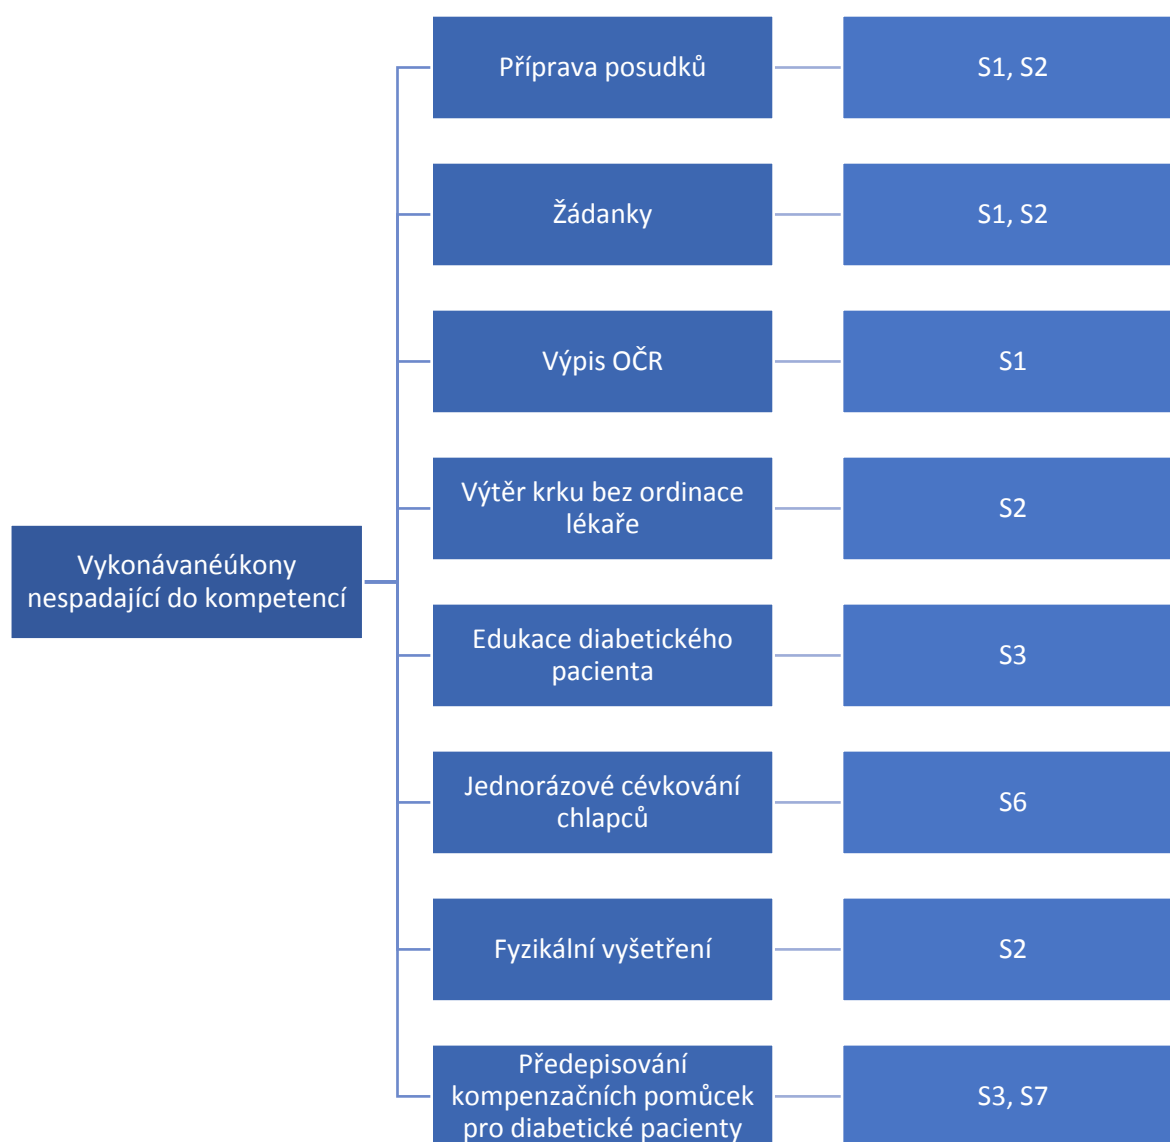 Příprava posudků
S1, S2
Žádanky
S1, S2
Výpis OČR
S1
Výtěr krku bez ordinace
lékaře
S2
Vykonávanéúkony
nespadající do kompetencí
Edukace diabetického
pacienta
S3
Jednorázové cévkování
chlapců
S6
Fyzikální vyšetření
S2
Předepisování
kompenzačních pomůcek
pro diabetické pacienty
S3, S7